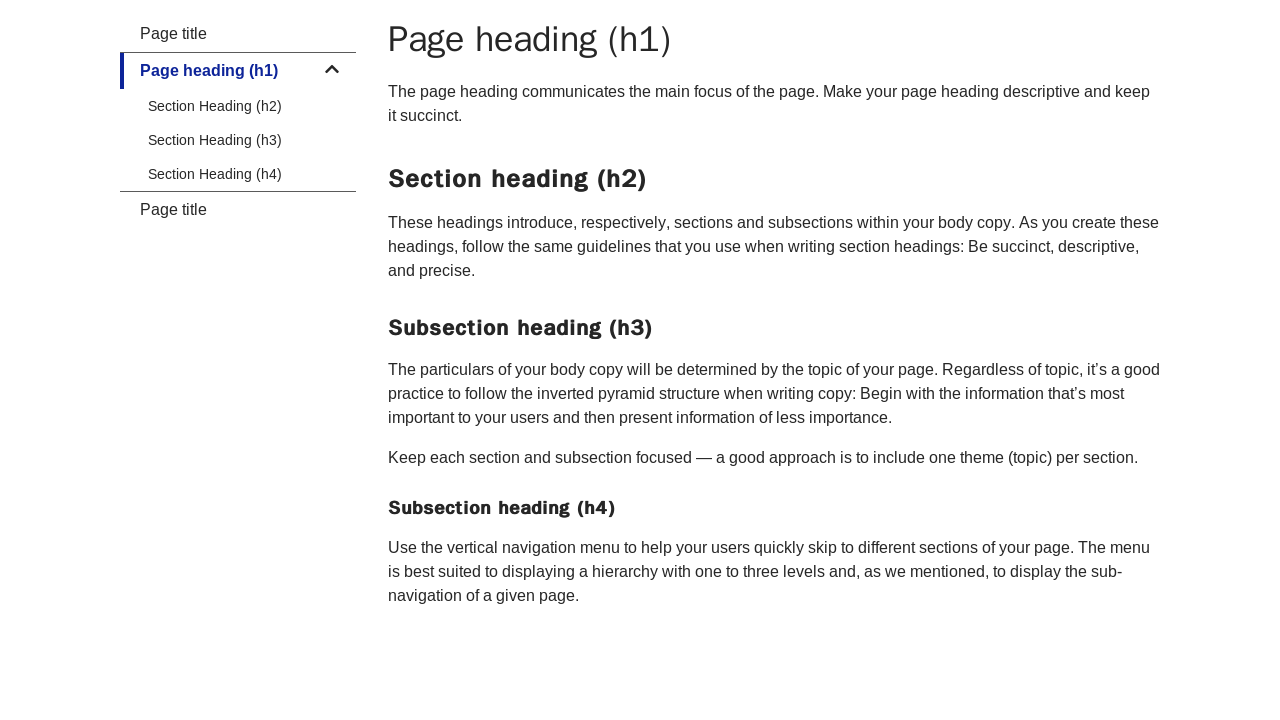 Page title
Page heading (h1)
Section Heading (h2)
Section Heading (h3)
Section Heading (h4)
Page title
Page heading (h1)
The page heading communicates the main focus of the page. Make your page heading descriptive and keep
it succinct.
Section heading (h2)
These headings introduce, respectively, sections and subsections within your body copy. As you create these
headings, follow the same guidelines that you use when writing section headings: Be succinct, descriptive,
and precise.
Subsection heading (h3)
The particulars of your body copy will be determined by the topic of your page. Regardless of topic, it’s a good
practice to follow the inverted pyramid structure when writing copy: Begin with the information that’s most
important to your users and then present information of less importance.
Keep each section and subsection focused — a good approach is to include one theme (topic) per section.
Subsection heading (h4)
Use the vertical navigation menu to help your users quickly skip to different sections of your page. The menu
is best suited to displaying a hierarchy with one to three levels and, as we mentioned, to display the sub-
navigation of a given page.